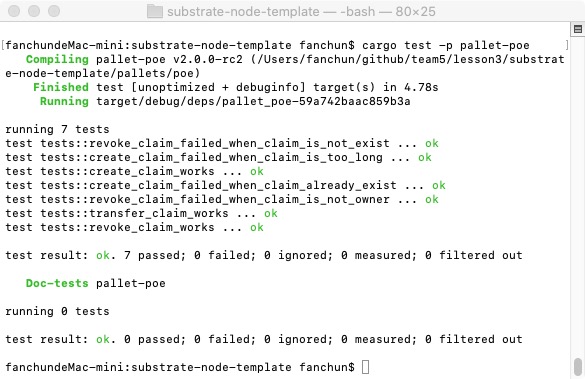 substrate-node-template — -bash — 80×25
[fanchundeMac-mini:substrate-node-template fanchun$ cargo test -p pallet-poe ]
Compiling pallet-poe v2.0.0-rc2 (/Users/fanchun/github/team5/lesson3/substrat
e-node-template/pallets/poe)
Finished test [unoptimized + debuginfo] target(s) in 4.78s
Running target/debug/deps/pallet_poe-59a742baac859b3a
running 7 tests
test tests::revoke_claim_failed_when_claim_is_not_exist ... ok
test tests::create_claim_failed_when_claim_is_too_long ... ok
test tests::create_claim_works ... ok
test tests::create_claim_failed_when_claim_already_exist ... ok
test tests::revoke_claim_failed_when_claim_is_not_owner ... ok
test tests::transfer_claim_works ... ok
test tests::revoke_claim_works ... ok
test result: ok. 7 passed; 0 failed; 0 ignored; 0 measured; 0 filtered out
Doc-tests pallet-poe
running 0 tests
test result: ok. 0 passed; 0 failed; 0 ignored; 0 measured; 0 filtered out
fanchundeMac-mini:substrate-node-template fanchun$